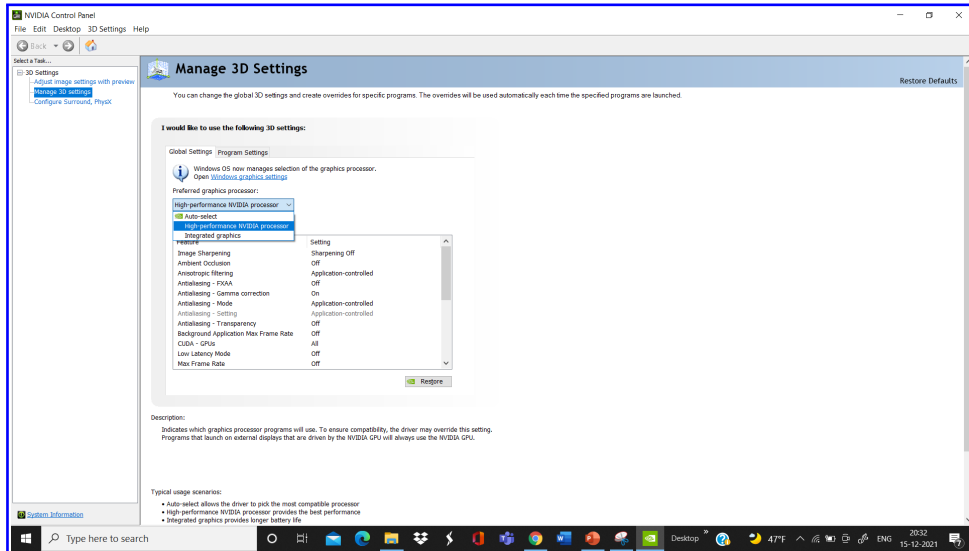 NVIDIA Control Panel
File Edit Desktop 3D Settings Help
Back
Select a Task...
3D Settings
Adjust image settings with preview
Manage 3D settings
Configure Surround, PhysX
System Information
Manage 3D Settings
Restore Defaults
You can change the global 3D settings and create overrides for specific programs. The overrides will be used automatically each time the specified programs are launched.
I would like to use the following 3D settings:
Global Settings Program Settings
Windows OS now manages selection of the graphics processor.
Open Windows graphics settings
Preferred graphics processor:
High-performance NVIDIA processor
Auto-select
High-performance NVIDIA processor
Integrated graphics
Feature Setting
Image Sharpening Sharpening Off
Ambient Occlusion Off
Anisotropic filtering Application-controlled
Antialiasing - FXAA Off
Antialiasing - Gamma correction On
Antialiasing - Mode Application-controlled
Antialiasing - Setting Application-controlled
Antialiasing - Transparency Off
Background Application Max Frame Rate Off
CUDA - GPUs All
Low Latency Mode Off
Max Frame Rate Off
Restore
Description:
Indicates which graphics processor programs will use. To ensure compatibility, the driver may override this setting.
Programs that launch on external displays that are driven by the NVIDIA GPU will always use the NVIDIA GPU.
Typical usage scenarios:
• Auto-select allows the driver to pick the most compatible processor
• High-performance NVIDIA processor provides the best performance
• Integrated graphics provides longer battery life
Type here to search
Desktop
47°F
ENG
20:32
15-12-2021